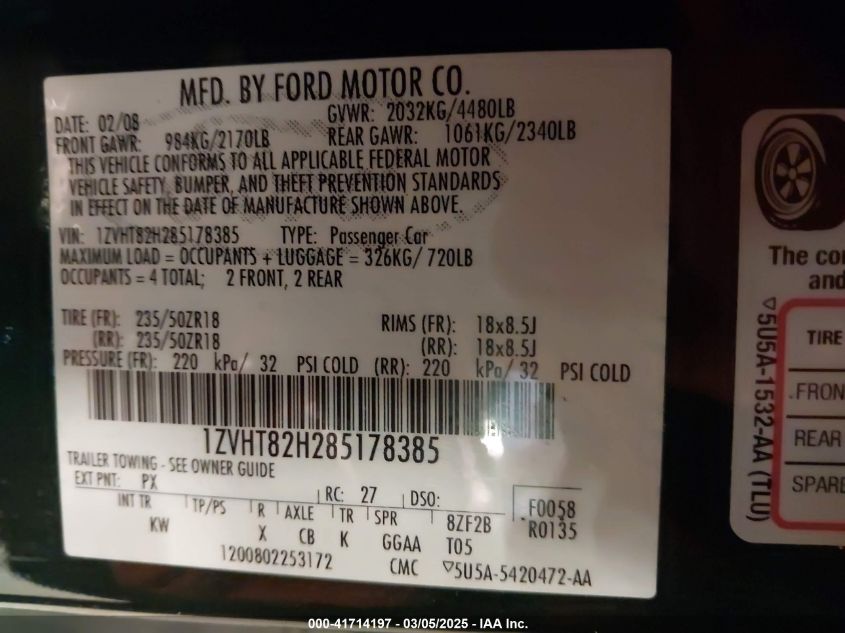 MFD. BY FORD MOTOR CO.
DATE: 02/08 GVWR: 2032KG/4480LB
FRONT GAWR: 984KG/2170LB REAR GAWR: 1061KG/2340LB
THIS VEHICLE CONFORMS TO ALL APPLICABLE FEDERAL MOTOR
VEHICLE SAFETY, BUMPER, AND THEFT PREVENTION STANDARDS
IN EFFECT ON THE DATE OF MANUFACTURE SHOWN ABOVE.
VIN: 1ZVHT82H285178385 TYPE: Passenger Car
MAXIMUM LOAD = OCCUPANTS + LUGGAGE = 326KG/ 720LB
OCCUPANTS = 4 TOTAL; 2 FRONT, 2 REAR
TIRE (FR): 235/50ZR18 RIMS (FR): 18x8.5J
(RR): 235/50ZR18 (RR): 18x8.5J
PRESSURE (FR): 220 kPa/ 32 PSI COLD (RR): 220 kPa/ 32 PSI COLD
1ZVHT82H285178385
TRAILER TOWING - SEE OWNER GUIDE
EXT PNT: PX RC: 27 DSO: F0058
INT TR TP/PS R AXLE TR SPR 8ZF2B R0135
KW X CB K GGAA T05
1200802253172 CMC ▽5U5A-5420472-AA
The co
and
TIRE
FRON
REAR
SPARE
▽5U5A-1532-AA (TLU)
000-41714197 - 03/05/2025 - IAA Inc.